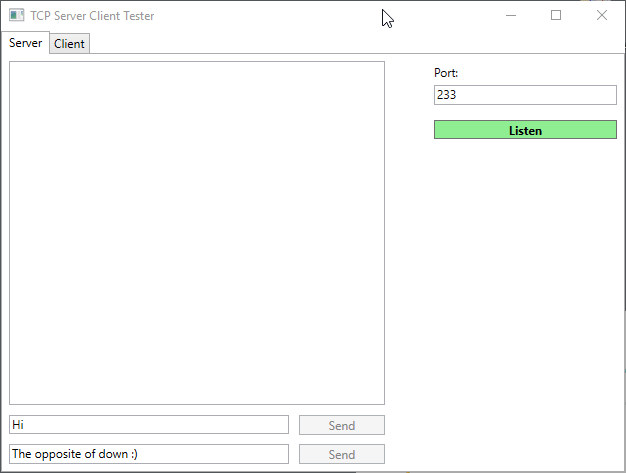 TCP Server Client Tester
Server Client
Port:
233
Listen
Hi Send
The opposite of down :) Send